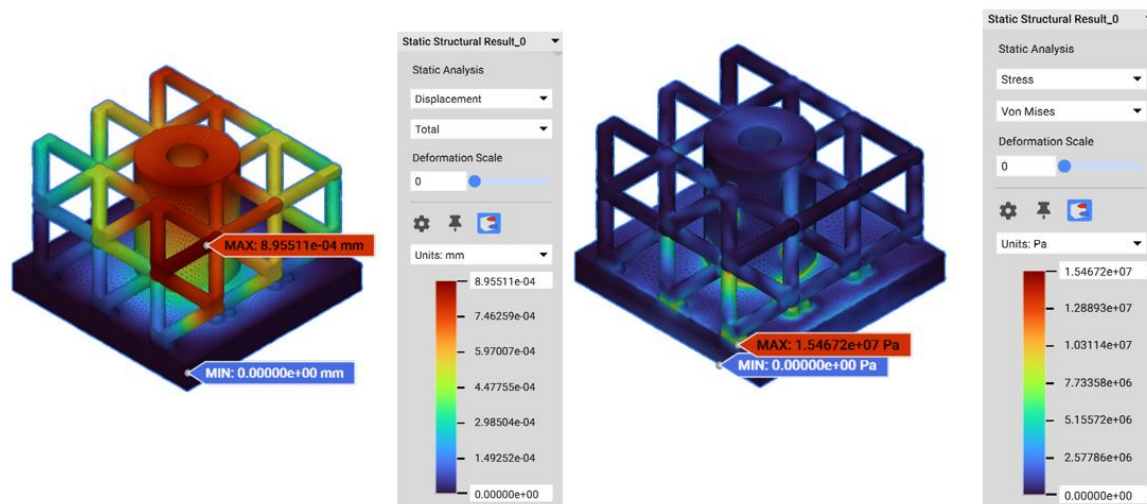 Static Structural Result_0
Static Analysis
Displacement
Total
Deformation Scale
0
Units: mm
8.95511e-04
7.46259e-04
5.97007e-04
4.47755e-04
2.98504e-04
1.49252e-04
0.00000e+00
MAX: 8.95511e-04 mm
MIN: 0.00000e+00 mm
Static Structural Result_0
Static Analysis
Stress
Von Mises
Deformation Scale
0
Units: Pa
1.54672e+07
1.28893e+07
1.03114e+07
7.73358e+06
5.15572e+06
2.57786e+06
0.00000e+00
MAX: 1.54672e+07 Pa
MIN: 0.00000e+00 Pa